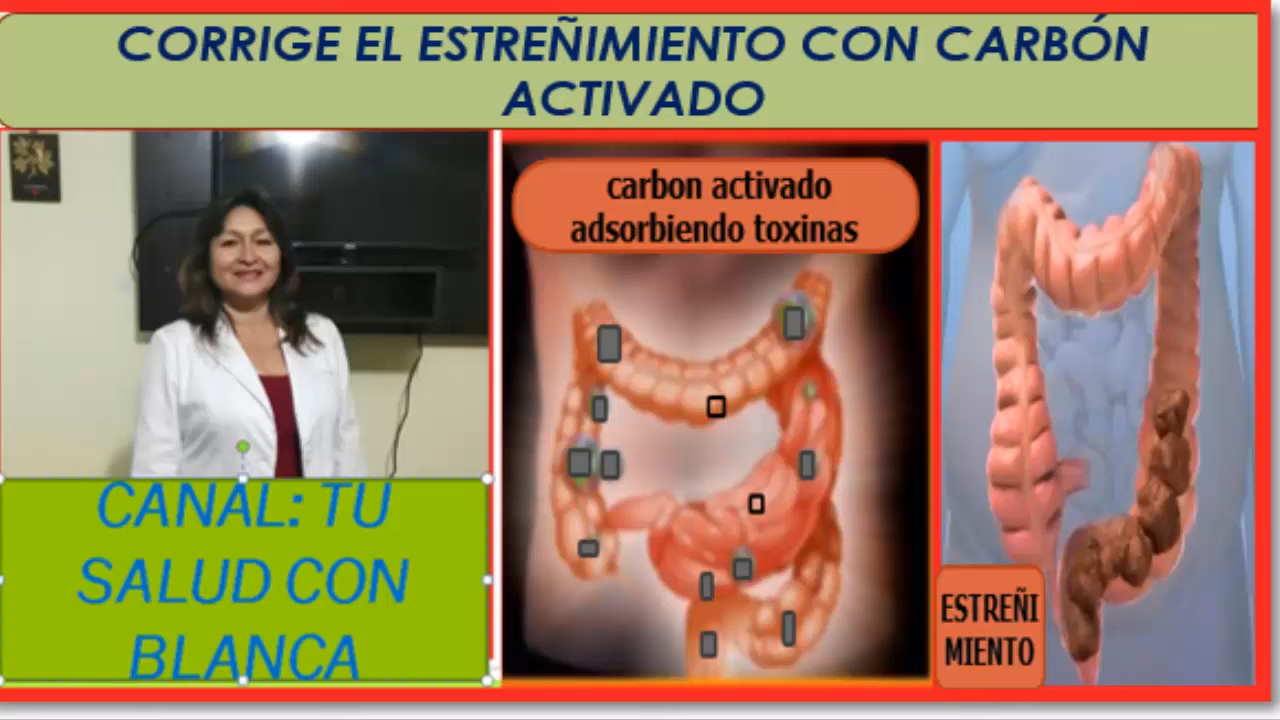 CORRIGE EL ESTREÑIMIENTO CON CARBÓN
ACTIVADO
carbon activado
adsorbiendo toxinas
CANAL: TU
SALUD CON
BLANCA
ESTREÑI
MIENTO